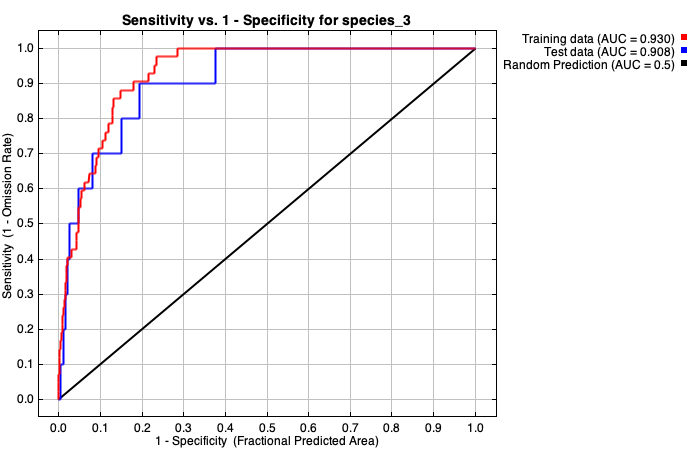 Sensitivity vs. 1 - Specificity for species_3
Training data (AUC = 0.930)
Test data (AUC = 0.908)
Random Prediction (AUC = 0.5)
Sensitivity (1 - Omission Rate)
1.0
0.9
0.8
0.7
0.6
0.5
0.4
0.3
0.2
0.1
0.0
0.0 0.1 0.2 0.3 0.4 0.5 0.6 0.7 0.8 0.9 1.0
1 - Specificity (Fractional Predicted Area)